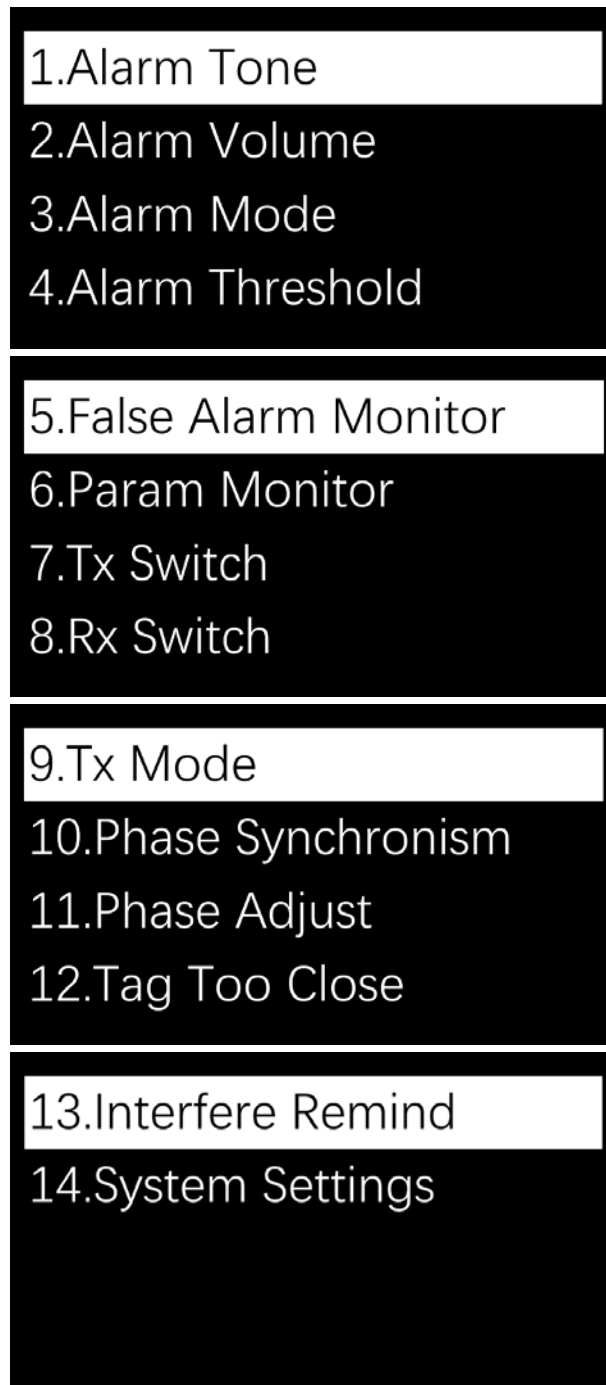 1.Alarm Tone
2.Alarm Volume
3.Alarm Mode
4.Alarm Threshold
5.False Alarm Monitor
6.Param Monitor
7.Tx Switch
8.Rx Switch
9.Tx Mode
10.Phase Synchronism
11.Phase Adjust
12.Tag Too Close
13.Interfere Remind
14.System Settings